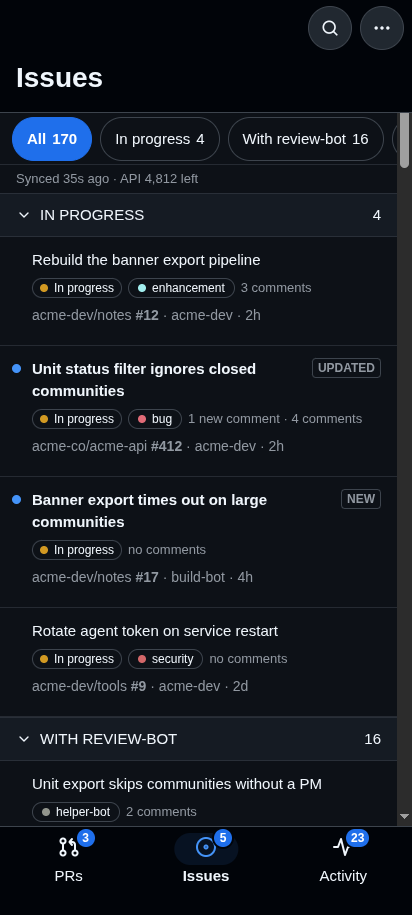 Issues
All 170 In progress 4 With review-bot 16
Synced 35s ago · API 4,812 left
IN PROGRESS 4
Rebuild the banner export pipeline
In progress enhancement 3 comments
acme-dev/notes #12 · acme-dev · 2h
Unit status filter ignores closed UPDATED
communities
In progress bug 1 new comment · 4 comments
acme-co/acme-api #412 · acme-dev · 2h
Banner export times out on large NEW
communities
In progress no comments
acme-dev/notes #17 · build-bot · 4h
Rotate agent token on service restart
In progress security no comments
acme-dev/tools #9 · acme-dev · 2d
WITH REVIEW-BOT 16
Unit export skips communities without a PM
helper-bot 2 comments
3 5 23
PRs Issues Activity